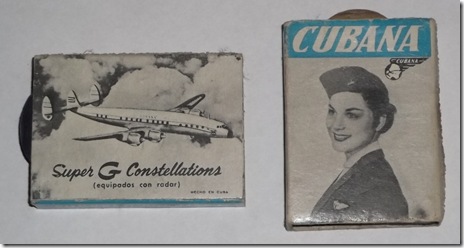 Super G Constellations
(equipados con radar)
HECHO EN CUBA
CUBANA
CUBANA